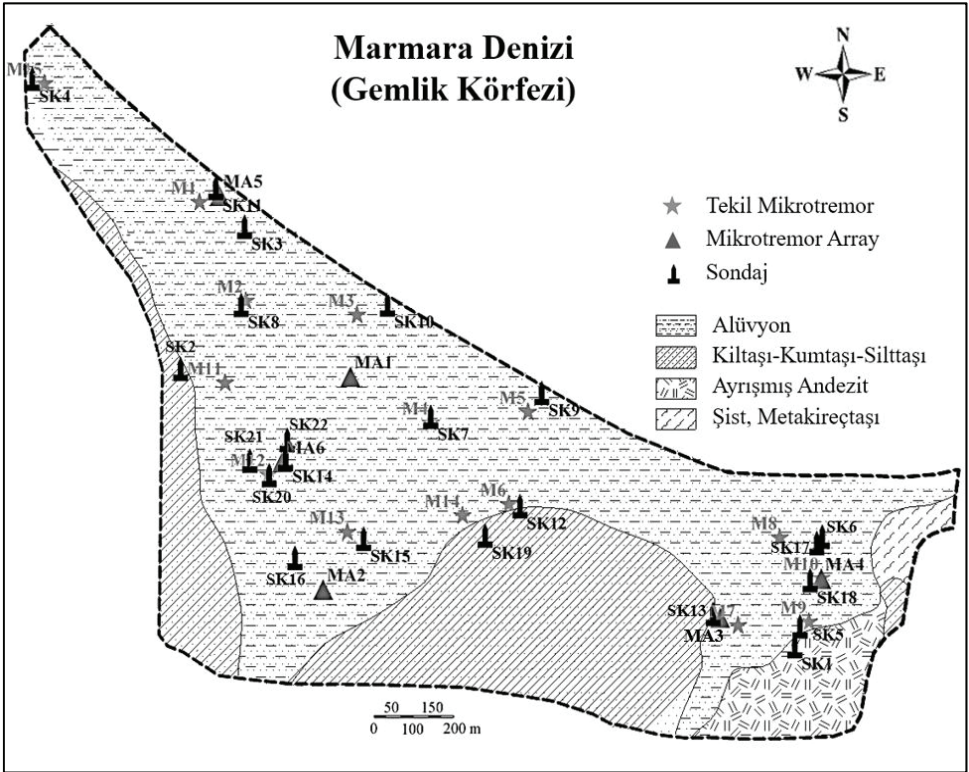 Marmara Denizi
(Gemlik Körfezi)
N
W E
S
SK4
M1
MA5
SK11
SK3
M2
SK8
M3
SK10
SK2
M11
MA1
M4
SK7
M5
SK9
SK22
SK21
MA6
SK14
SK20
M13
SK15
SK16
MA2
M14
M6
SK12
SK19
M8
SK6
SK17
M10
MA4
SK18
M9
SK5
SK1
SK13
MA3
Tekil Mikrotremor
Mikrotremor Array
Sondaj
Alüvyon
Kiltaşı-Kumtaşı-Silttaşı
Ayrışmış Andezit
Şist, Metakireçtaşı
50 150
0 100 200 m